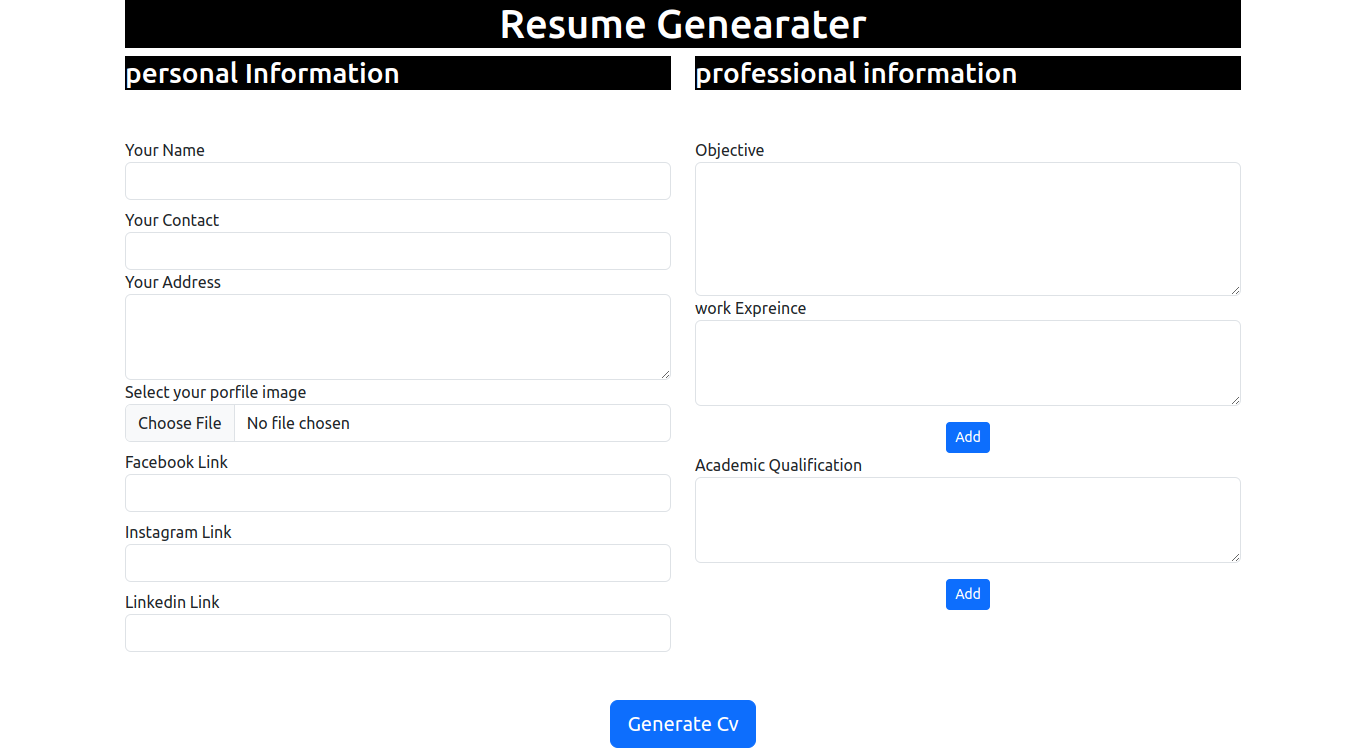 Resume Genearater
personal Information
Your Name
Your Contact
Your Address
Select your porfile image
Choose File No file chosen
Facebook Link
Instagram Link
Linkedin Link
professional information
Objective
work Expreince
Add
Academic Qualification
Add
Generate Cv